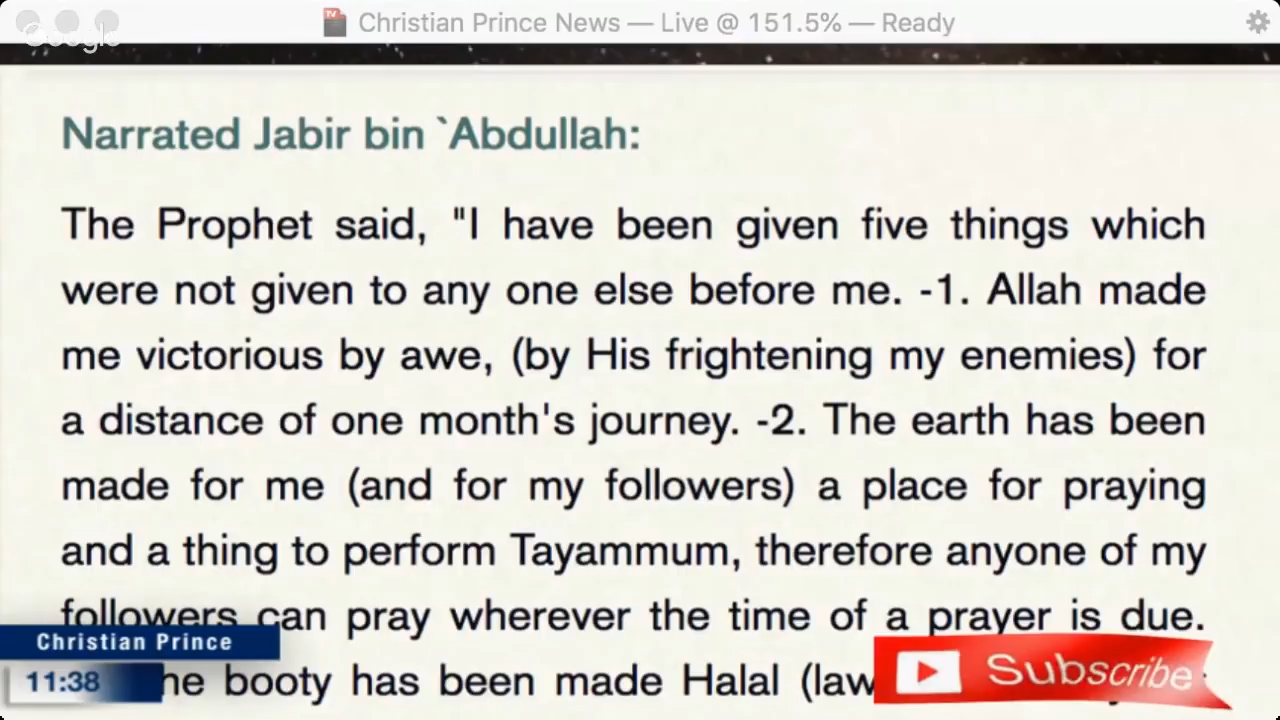 Christian Prince News — Live @ 151.5% — Ready
Google
Narrated Jabir bin `Abdullah:
The Prophet said, "I have been given five things which
were not given to any one else before me. -1. Allah made
me victorious by awe, (by His frightening my enemies) for
a distance of one month's journey. -2. The earth has been
made for me (and for my followers) a place for praying
and a thing to perform Tayammum, therefore anyone of my
followers can pray wherever the time of a prayer is due.
booty has been made Halal
Christian Prince
11:38
Subscribe